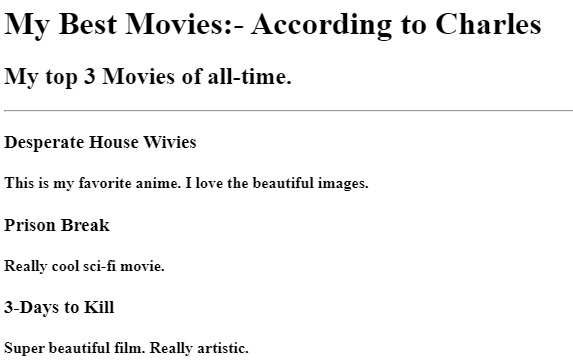 My Best Movies:- According to Charles
My top 3 Movies of all-time.
Desperate House Wivies
This is my favorite anime. I love the beautiful images.
Prison Break
Really cool sci-fi movie.
3-Days to Kill
Super beautiful film. Really artistic.